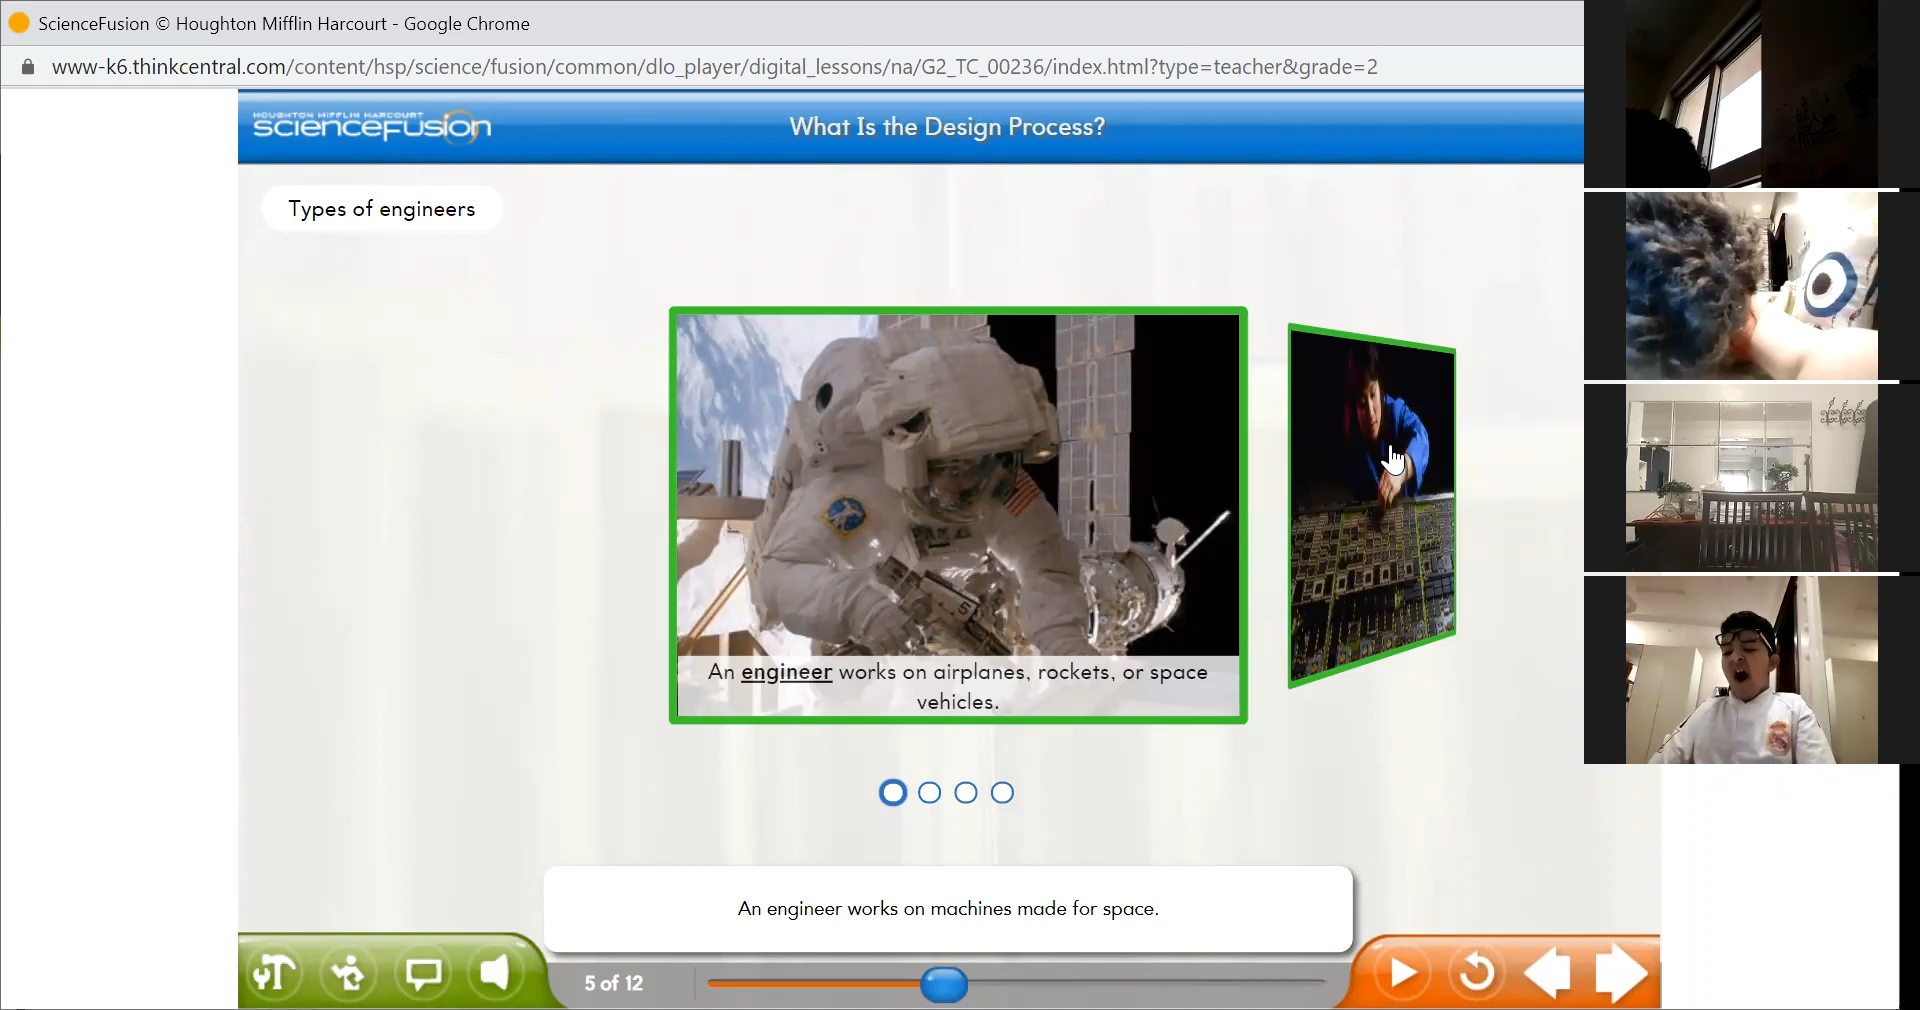 ScienceFusion © Houghton Mifflin Harcourt - Google Chrome
www-k6.thinkcentral.com/content/hsp/science/fusion/common/dlo_player/digital_lessons/na/G2_TC_00236/index.html?type=teacher&grade=2
HOUGHTON MIFFLIN HARCOURT
scienceFusion
What Is the Design Process?
Types of engineers
5
An engineer works on airplanes, rockets, or space
vehicles.
An engineer works on machines made for space.
5 of 12